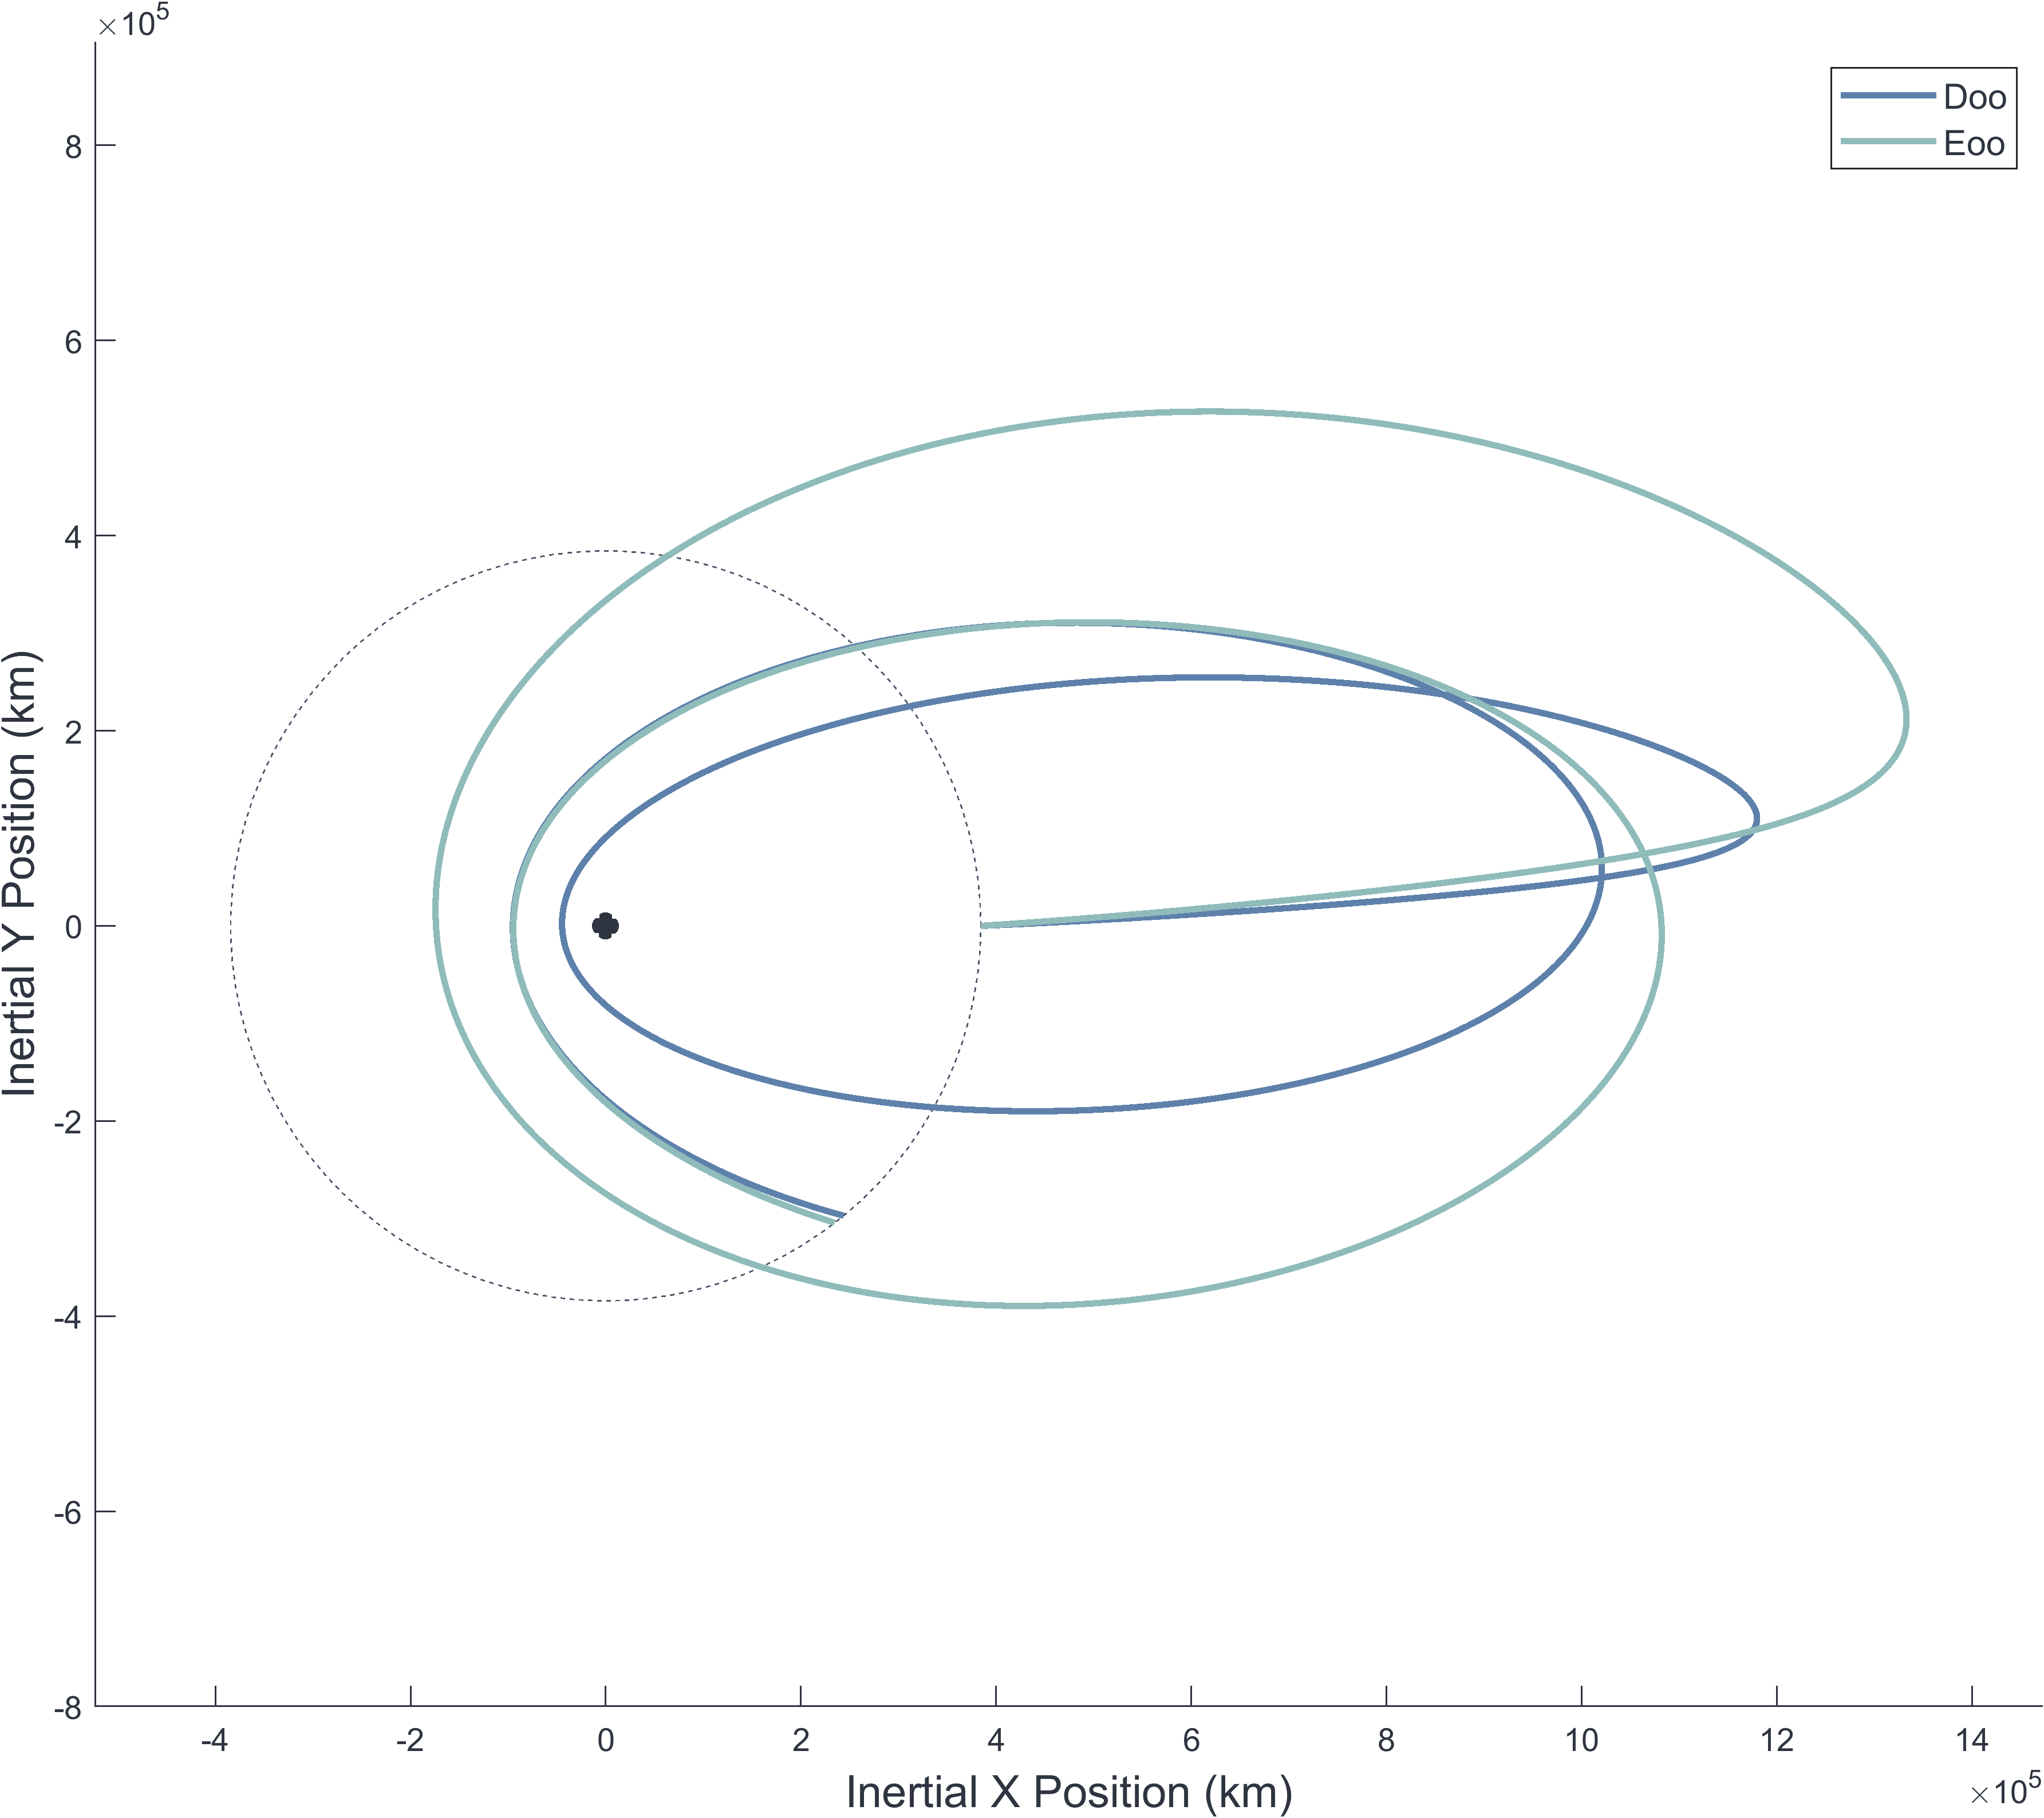 ×10⁵
Doo
Eoo
8
6
4
2
0
-2
-4
-6
-8
Inertial Y Position (km)
-4 -2 0 2 4 6 8 10 12 14
Inertial X Position (km)
×10⁵